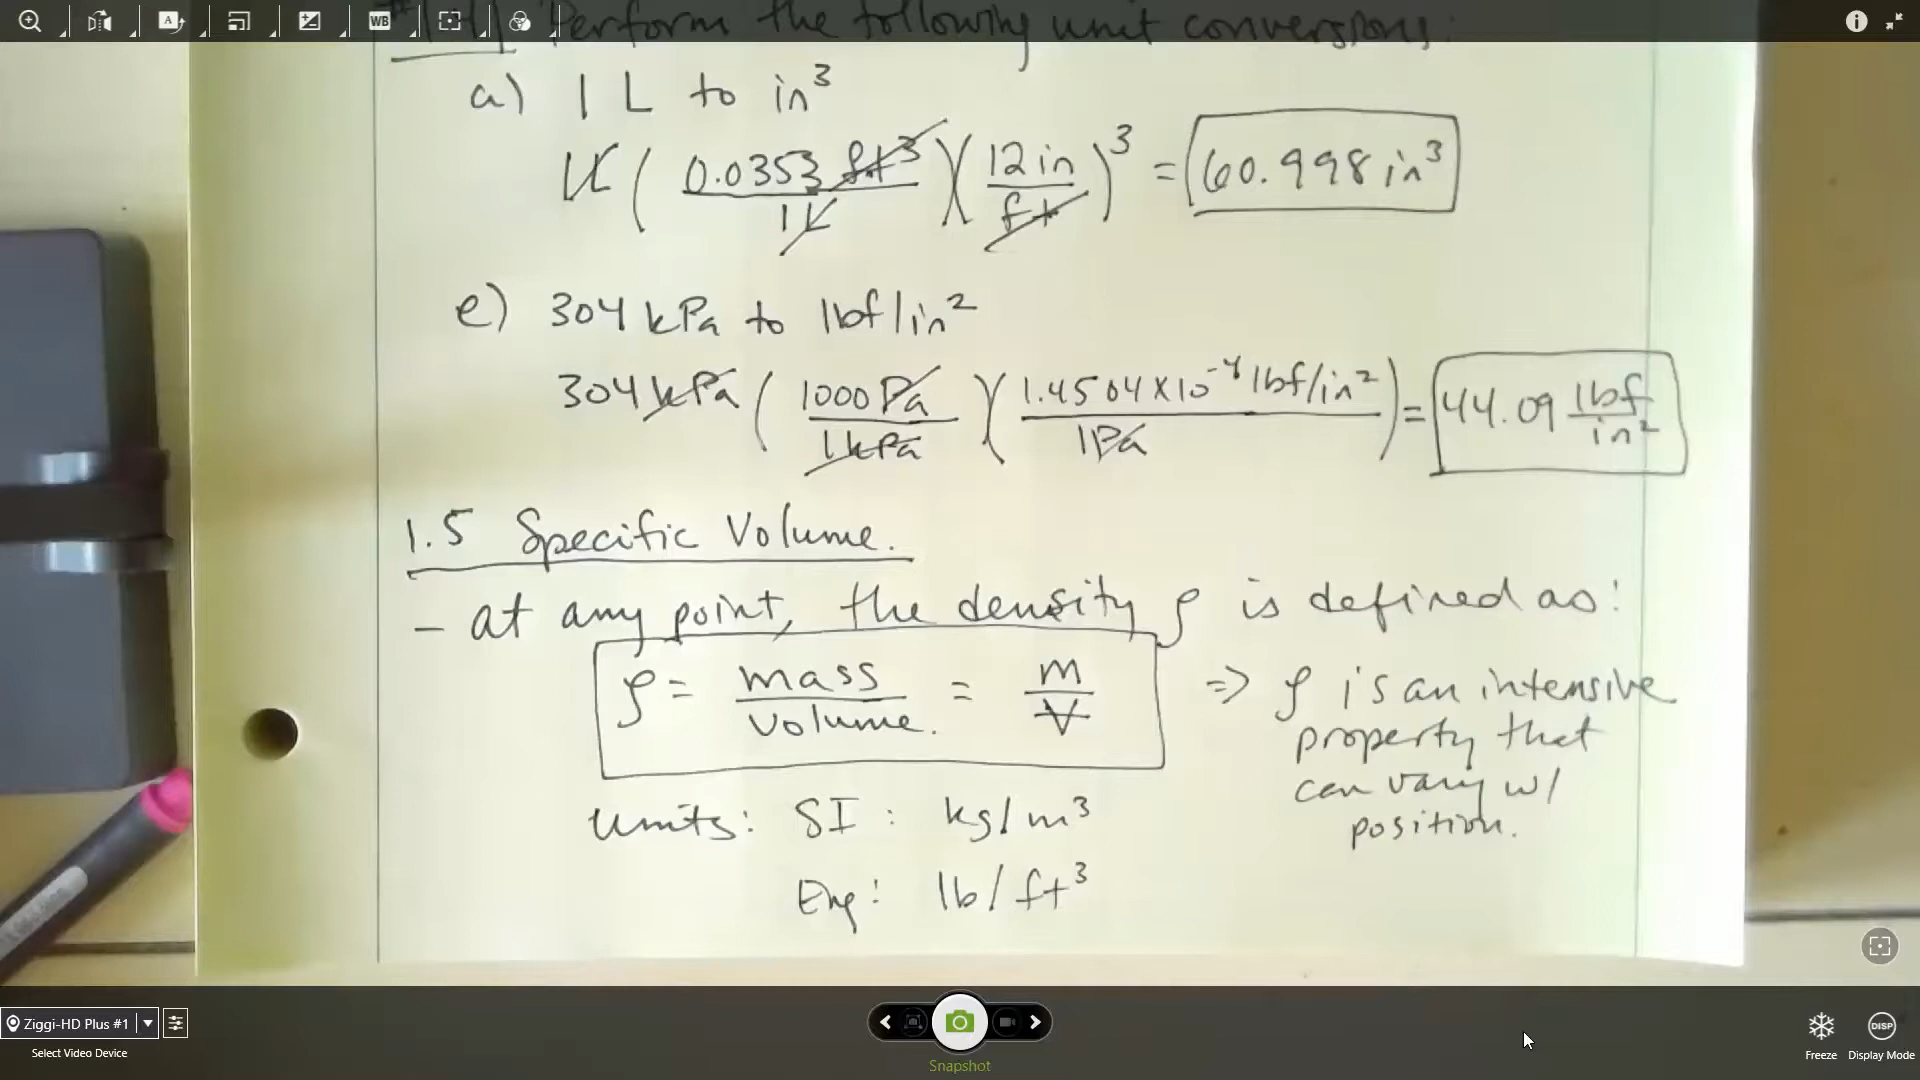 Perform the following unit conversions:
a) 1 L to in³
1L ( 0.0353 ft³ / 1L )( 12 in / ft )³ = 60.998 in³
e) 304 kPa to lbf/in²
304 kPa ( 1000 Pa / 1 kPa )( 1.4504 x 10⁻⁴ lbf/in² / 1 Pa ) = 44.09 lbf / in²
1.5 Specific Volume.
- at any point, the density ρ is defined as:
ρ = mass / volume. = m / V
=> ρ is an intensive
property that
can vary w/
position.
units: SI : kg/m³
Eng: lb/ft³
WB
Ziggi-HD Plus #1
Select Video Device
Snapshot
Freeze
DISP
Display Mode